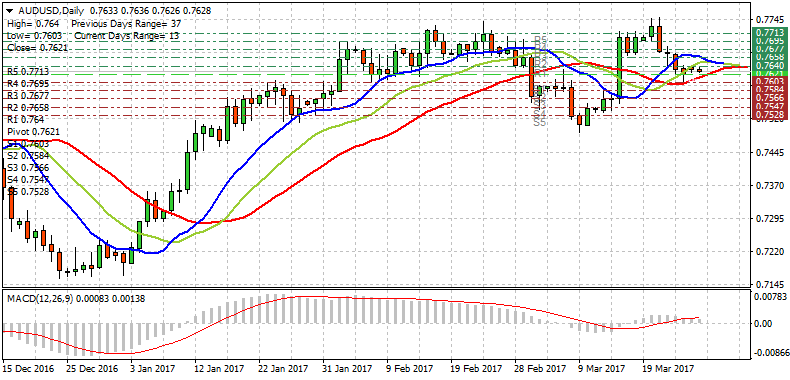 AUDUSD,Daily 0.7633 0.7636 0.7626 0.7628
High= 0.764 Previous Days Range= 37
Low= 0.7603 Current Days Range= 13
Close= 0.7621
R5 0.7713
R4 0.7695
R3 0.7677
R2 0.7658
R1 0.764
Pivot 0.7621
S1 0.7603
S2 0.7584
S3 0.7566
S4 0.7547
S5 0.7528
R5
S4
S5
0.7745
0.7713
0.7695
0.7677
0.7658
0.7640
0.7621
0.7603
0.7584
0.7566
0.7547
0.7528
0.7445
0.7370
0.7295
0.7220
0.7145
MACD(12,26,9) 0.00083 0.00138
0.00783
0.00
-0.00866
15 Dec 2016
25 Dec 2016
3 Jan 2017
12 Jan 2017
22 Jan 2017
31 Jan 2017
9 Feb 2017
19 Feb 2017
28 Feb 2017
9 Mar 2017
19 Mar 2017